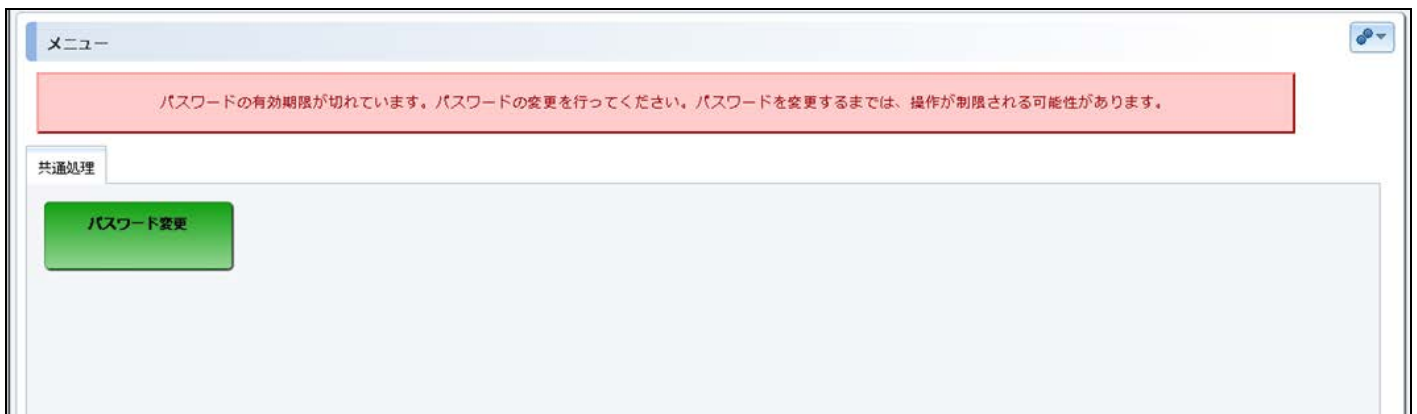 メニュー
パスワードの有効期限が切れています。パスワードの変更を行ってください。パスワードを変更するまでは、操作が制限される可能性があります。
共通処理
パスワード変更